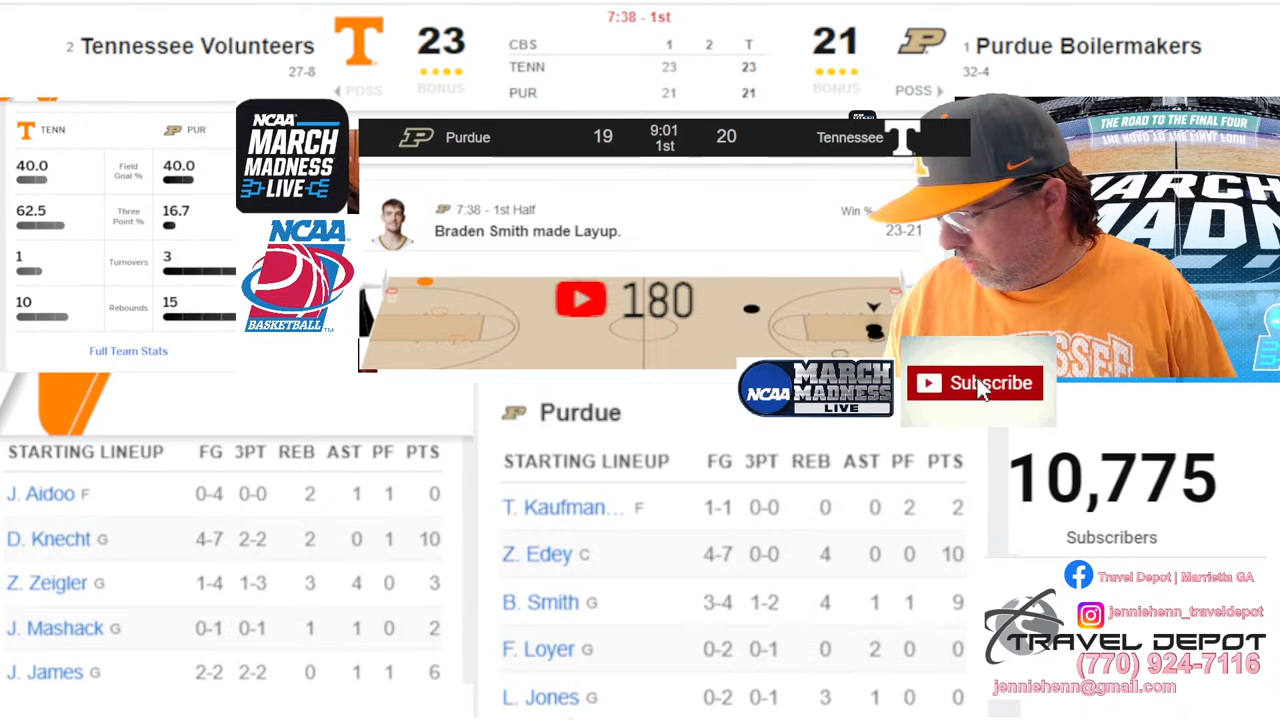 7:38 - 1st
2 Tennessee Volunteers
27-8
T
23
BONUS
POSS
CBS 1 2 T
TENN 23 23
PUR 21 21
21
BONUS
POSS
P
1 Purdue Boilermakers
32-4
TENN PUR
40.0 Field Goal % 40.0
62.5 Three Point % 16.7
1 Turnovers 3
10 Rebounds 15
Full Team Stats
NCAA
MARCH
MADNESS
LIVE
NCAA
BASKETBALL™
Purdue 19 9:01 20 Tennessee
1st
7:38 - 1st Half
Braden Smith made Layup.
Win %
23-21
180
THE ROAD TO THE FINAL FOUR
NCAA
MARCH
MADNESS
LIVE
Subscribe
STARTING LINEUP FG 3PT REB AST PF PTS
J. Aidoo F 0-4 0-0 2 1 1 0
D. Knecht G 4-7 2-2 2 0 1 10
Z. Zeigler G 1-4 1-3 3 4 0 3
J. Mashack G 0-1 0-1 1 1 0 2
J. James G 2-2 2-2 0 1 1 6
Purdue
STARTING LINEUP FG 3PT REB AST PF PTS
T. Kaufman... F 1-1 0-0 0 0 2 2
Z. Edey C 4-7 0-0 4 0 0 10
B. Smith G 3-4 1-2 4 1 1 9
F. Loyer G 0-2 0-1 0 2 0 0
L. Jones G 0-2 0-1 3 1 0 0
10,775
Subscribers
Travel Depot | Marrietta GA
jenniehenn_traveldepot
TRAVEL DEPOT
(770) 924-7116
jenniehenn@gmail.com